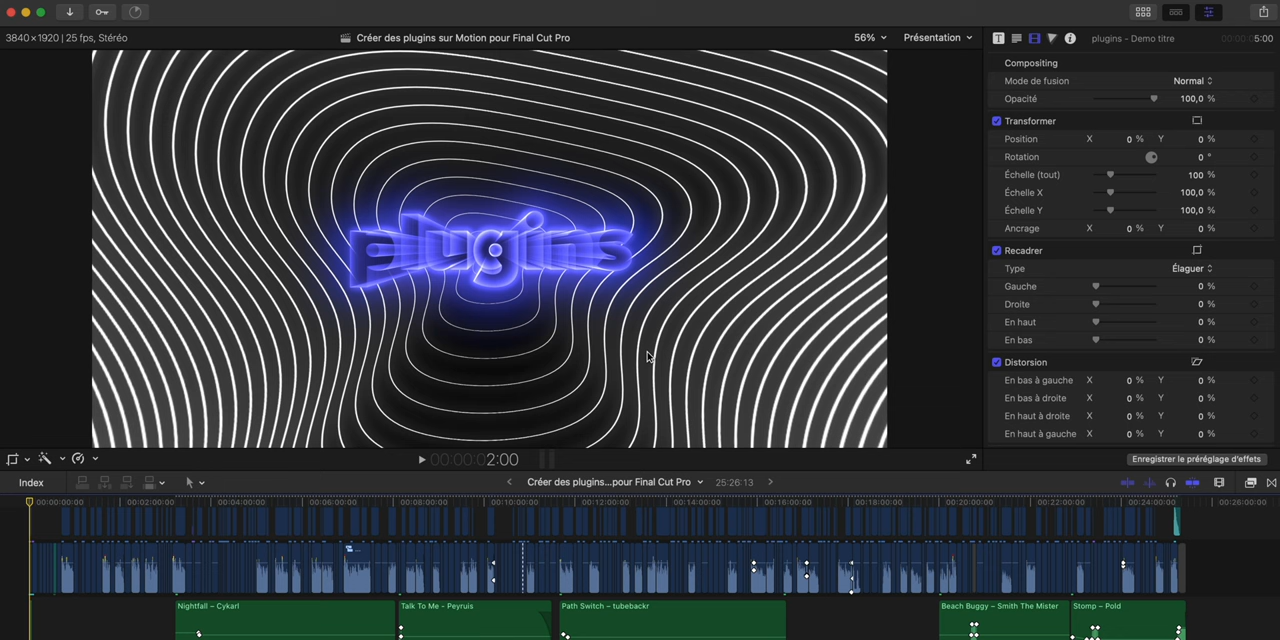 3840×1920 | 25 fps, Stéréo
Créer des plugins sur Motion pour Final Cut Pro
56%
Présentation
plugins - Demo titre
00:00:05:00
Compositing
Mode de fusion Normal
Opacité 100,0 %
Transformer
Position X 0 % Y 0 %
Rotation 0 °
Échelle (tout) 100 %
Échelle X 100,0 %
Échelle Y 100,0 %
Ancrage X 0 % Y 0 %
Recadrer
Type Élaguer
Gauche 0 %
Droite 0 %
En haut 0 %
En bas 0 %
Distorsion
En bas à gauche X 0 % Y 0 %
En bas à droite X 0 % Y 0 %
En haut à droite X 0 % Y 0 %
En haut à gauche X 0 % Y 0 %
plugins
00:00:02:00
Enregistrer le préréglage d'effets
Index
Créer des plugins...pour Final Cut Pro
25:26:13
00:00:00:00 00:02:00:00 00:04:00:00 00:06:00:00 00:08:00:00 00:10:00:00 00:12:00:00 00:14:00:00 00:16:00:00 00:18:00:00 00:20:00:00 00:22:00:00 00:24:00:00 00:26:00:00
Nightfall – Cykarl
Talk To Me - Peyruis
Path Switch – tubebackr
Beach Buggy – Smith The Mister
Stomp – Pold